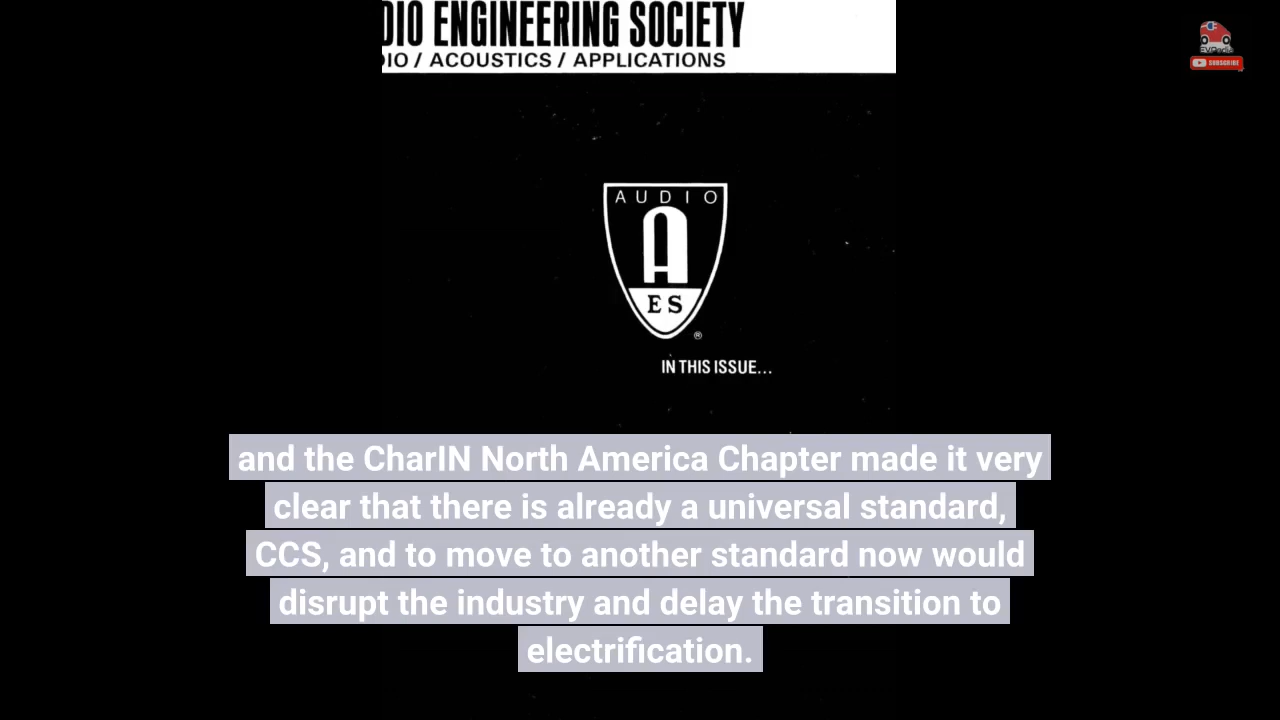 DIO ENGINEERING SOCIETY
DIO / ACOUSTICS / APPLICATIONS
SUBSCRIBE
AUDIO
A
ES
®
IN THIS ISSUE...
and the CharIN North America Chapter made it very
clear that there is already a universal standard,
CCS, and to move to another standard now would
disrupt the industry and delay the transition to
electrification.